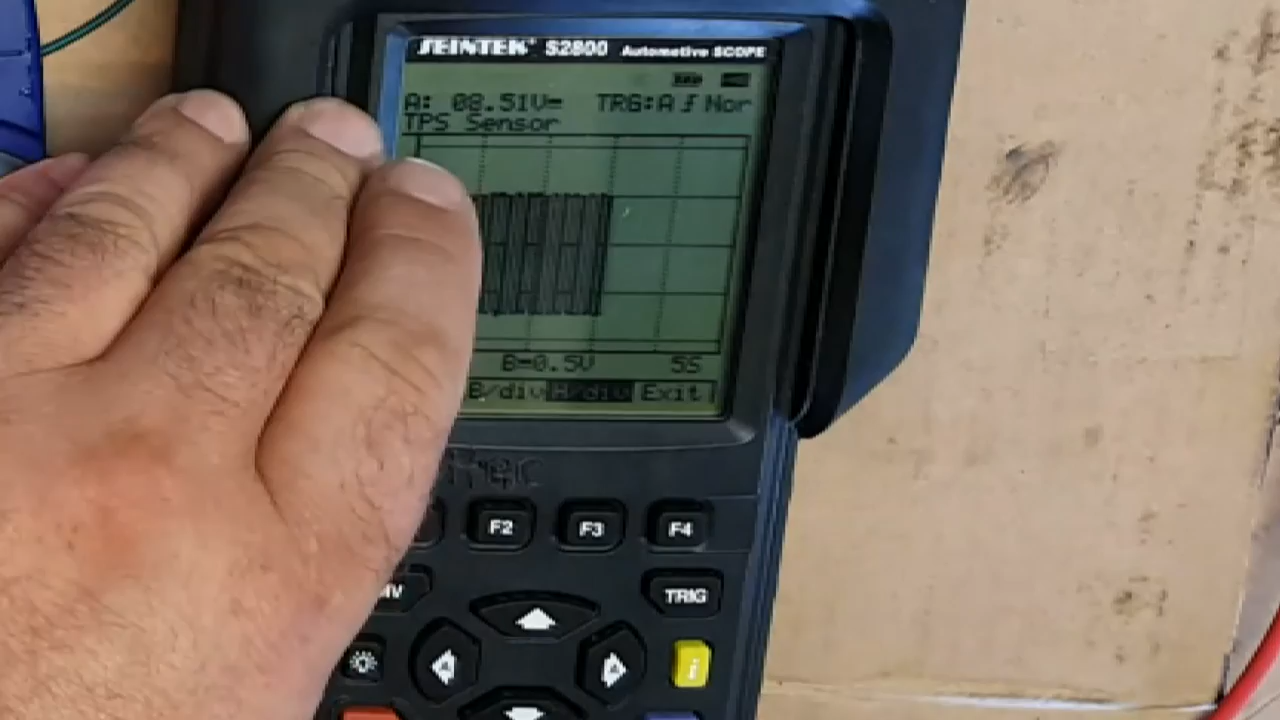 JEINTEK S2800 Automotive SCOPE
A: 08.51V= TRG:A Nor
TPS Sensor
B=0.5V 5S
B/div H/div Exit
F2 F3 F4
TRIG
i